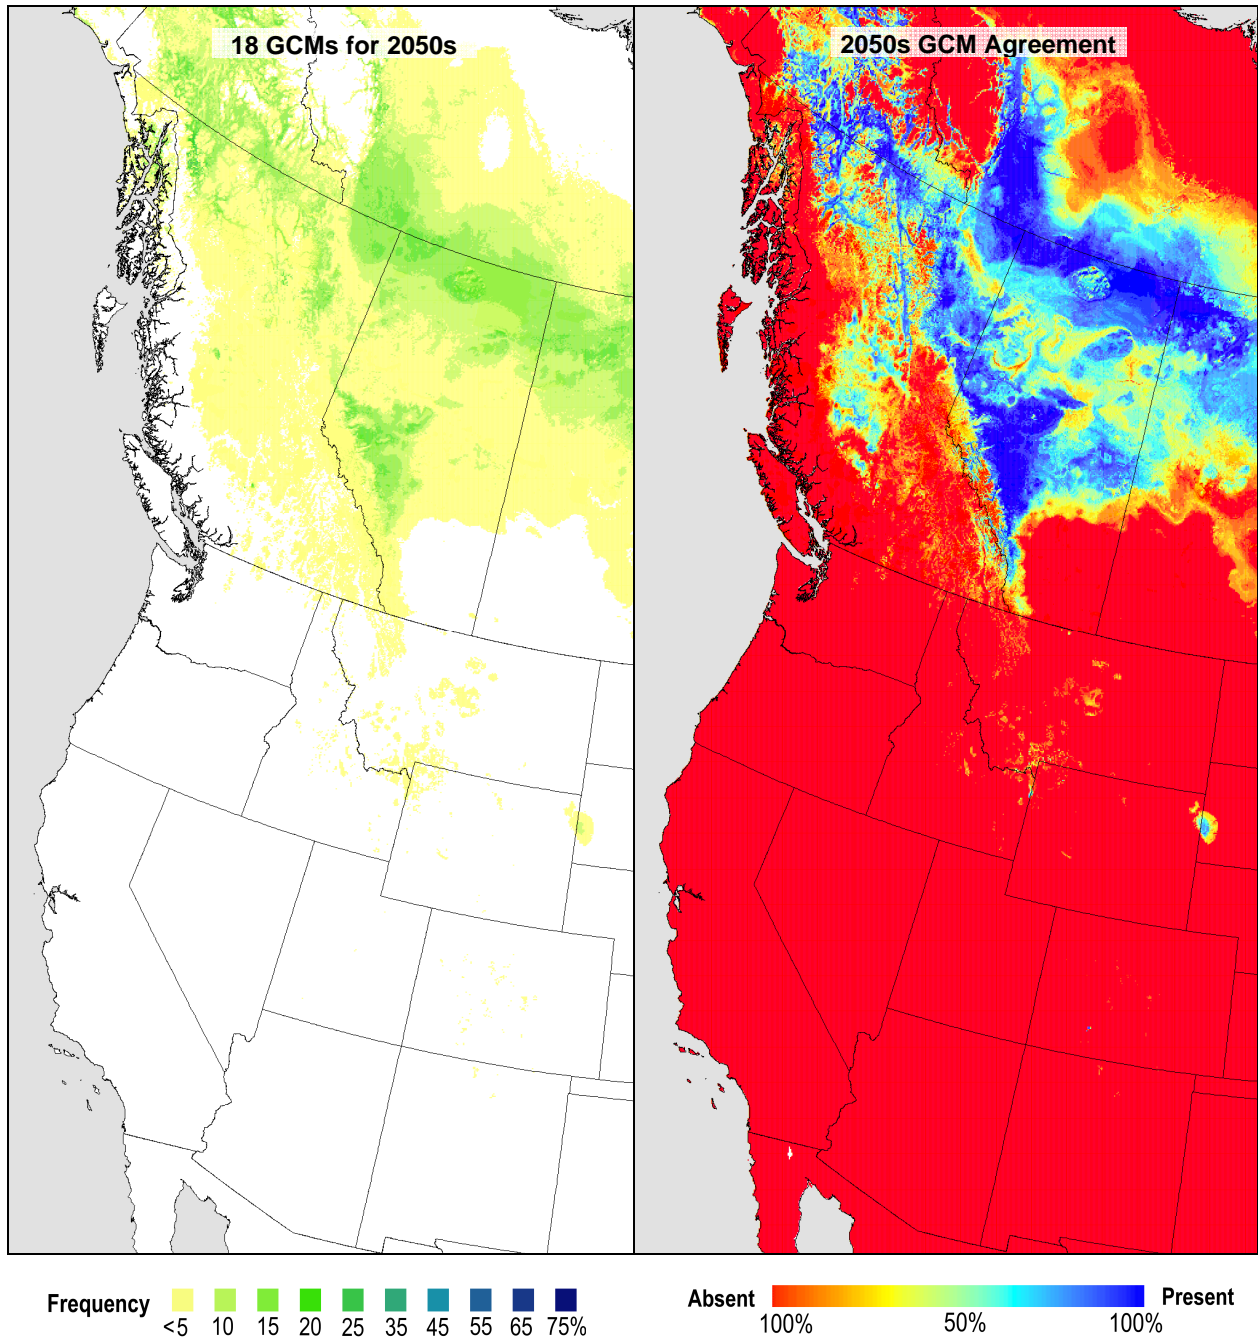 18 GCMs for 2050s
2050s GCM Agreement
Frequency
<5 10 15 20 25 35 45 55 65 75%
Absent Present
100% 50% 100%